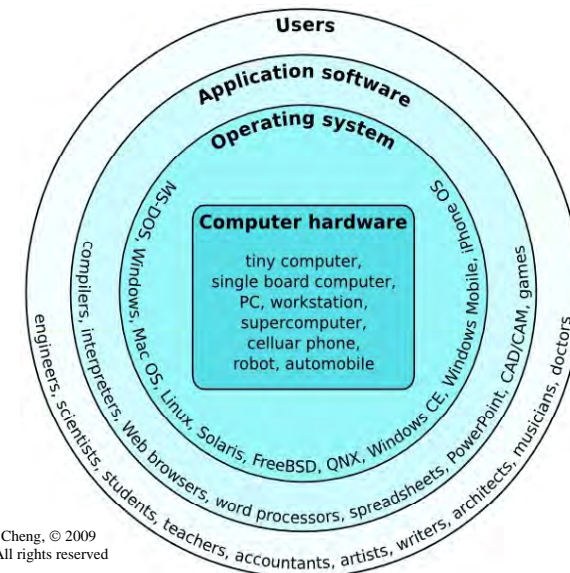 Users
Application software
Operating system
MS-DOS, Windows, Mac OS, Linux, Solaris, FreeBSD, QNX, Windows CE, Windows Mobile, iPhone OS
Computer hardware
tiny computer,
single board computer,
PC, workstation,
supercomputer,
celluar phone,
robot, automobile
compilers, interpreters, Web browsers, word processors, spreadsheets, PowerPoint, CAD/CAM, games
engineers, scientists, students, teachers, accountants, artists, writers, architects, musicians, doctors
Cheng, © 2009
All rights reserved